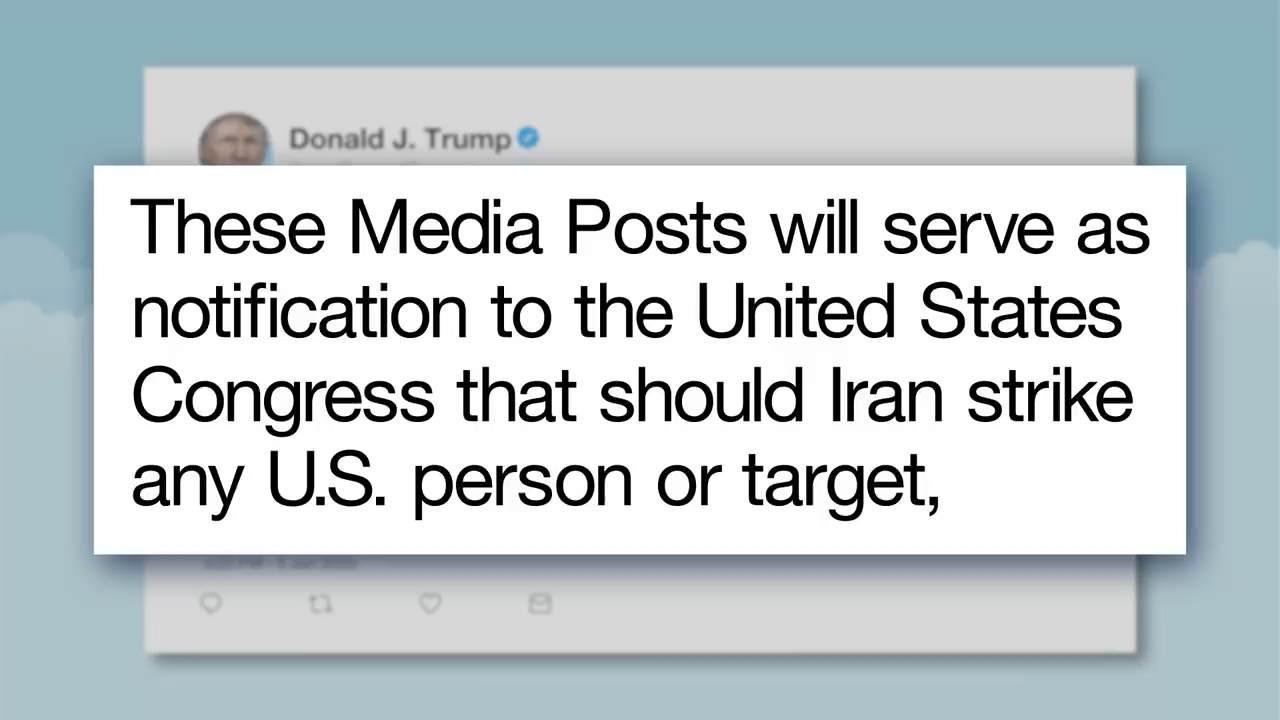 Donald J. Trump
These Media Posts will serve as
notification to the United States
Congress that should Iran strike
any U.S. person or target,